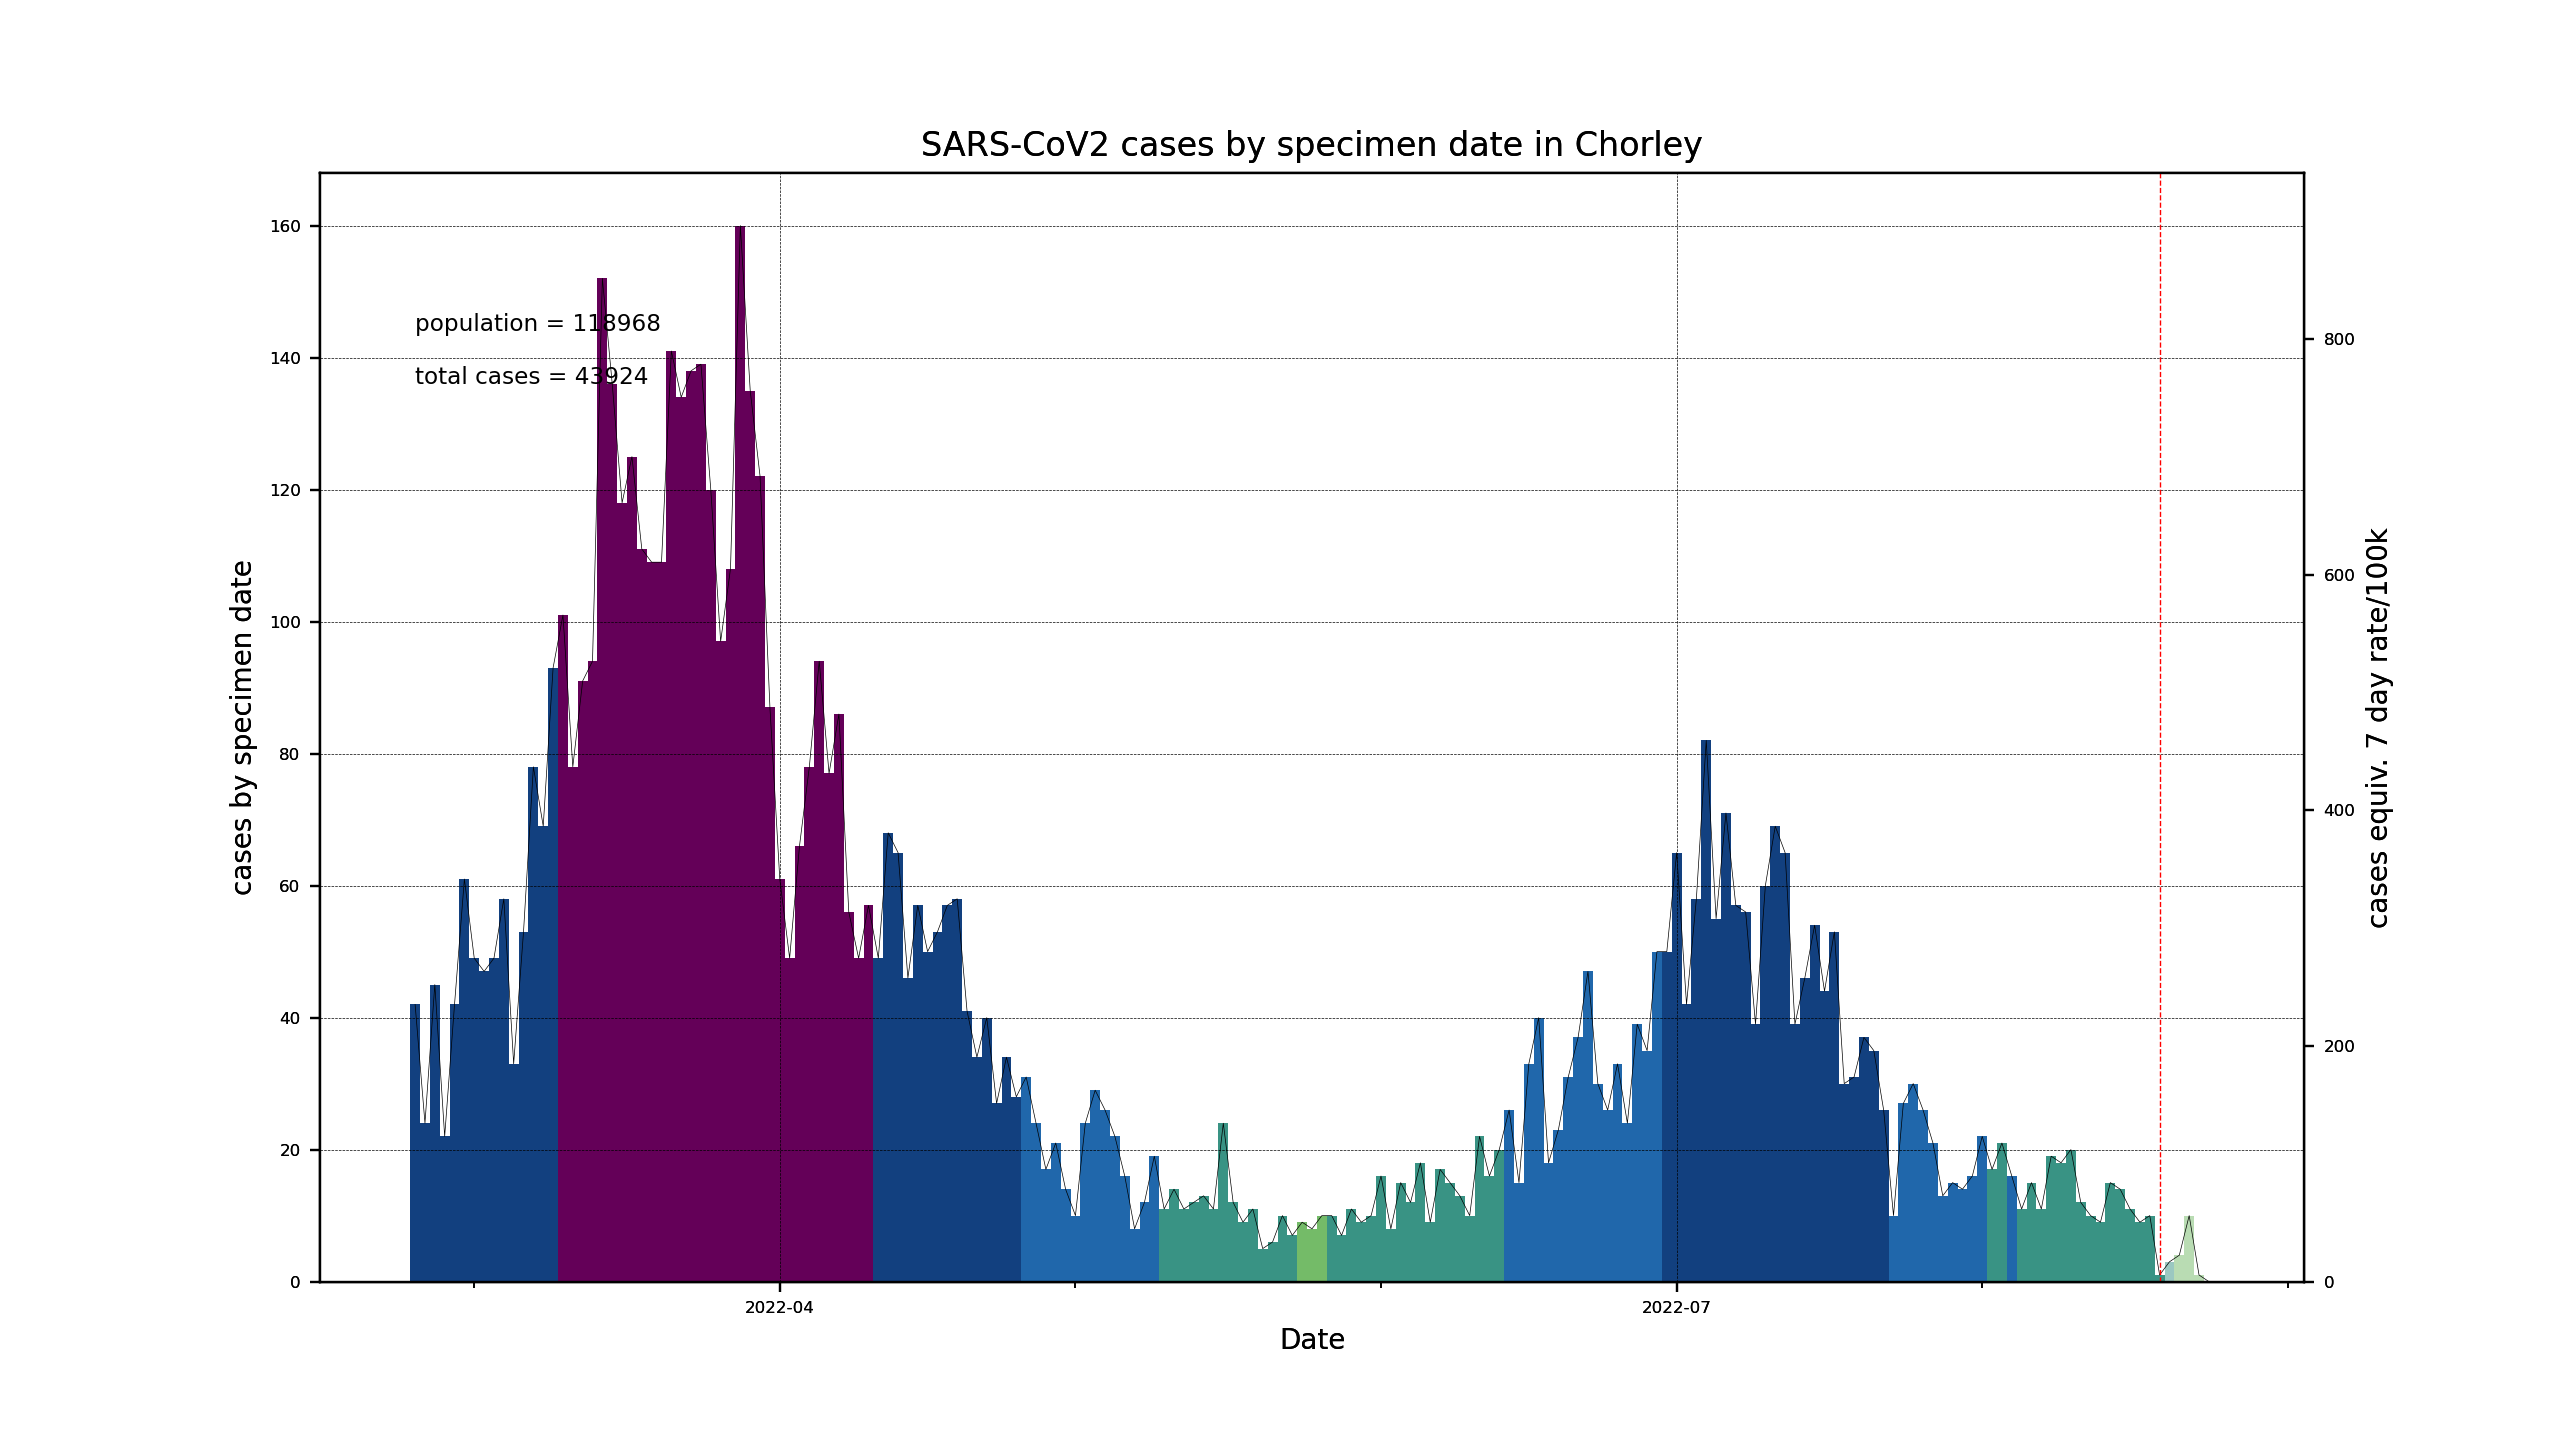 SARS-CoV2 cases by specimen date in Chorley
population = 118968
total cases = 43924
cases by specimen date
160
140
120
100
80
60
40
20
0
800
600
400
200
0
cases equiv. 7 day rate/100k
2022-04
2022-07
Date